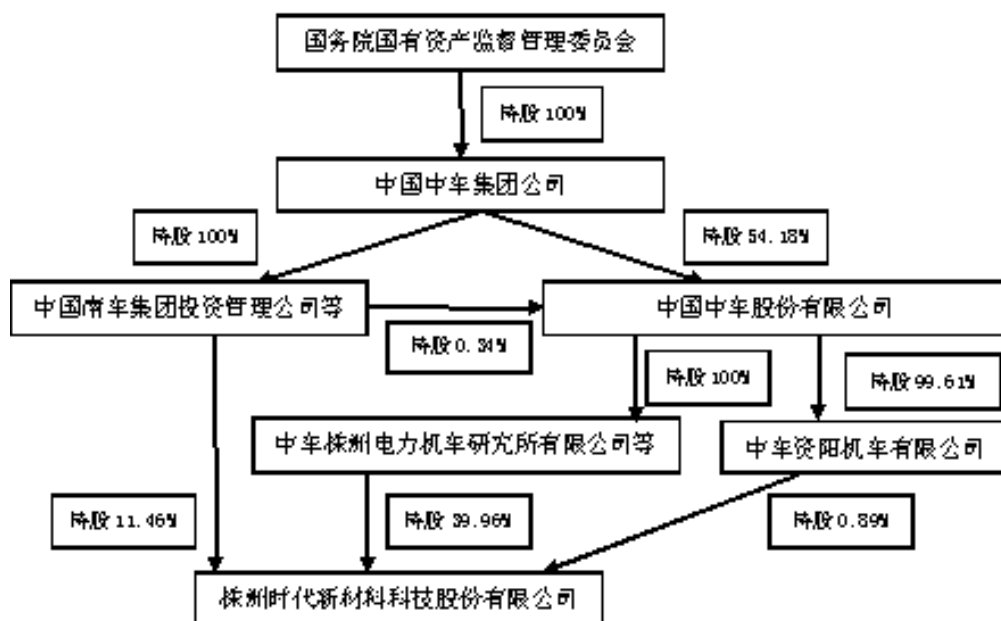 国务院国有资产监督管理委员会
持股 100%
中国中车集团公司
持股 100%
持股 54.18%
中国南车集团投资管理公司等
中国中车股份有限公司
持股 0.34%
持股 100%
持股 99.61%
中车株洲电力机车研究所有限公司等
中车资阳机车有限公司
持股 11.46%
持股 39.96%
持股 0.89%
株洲时代新材料科技股份有限公司